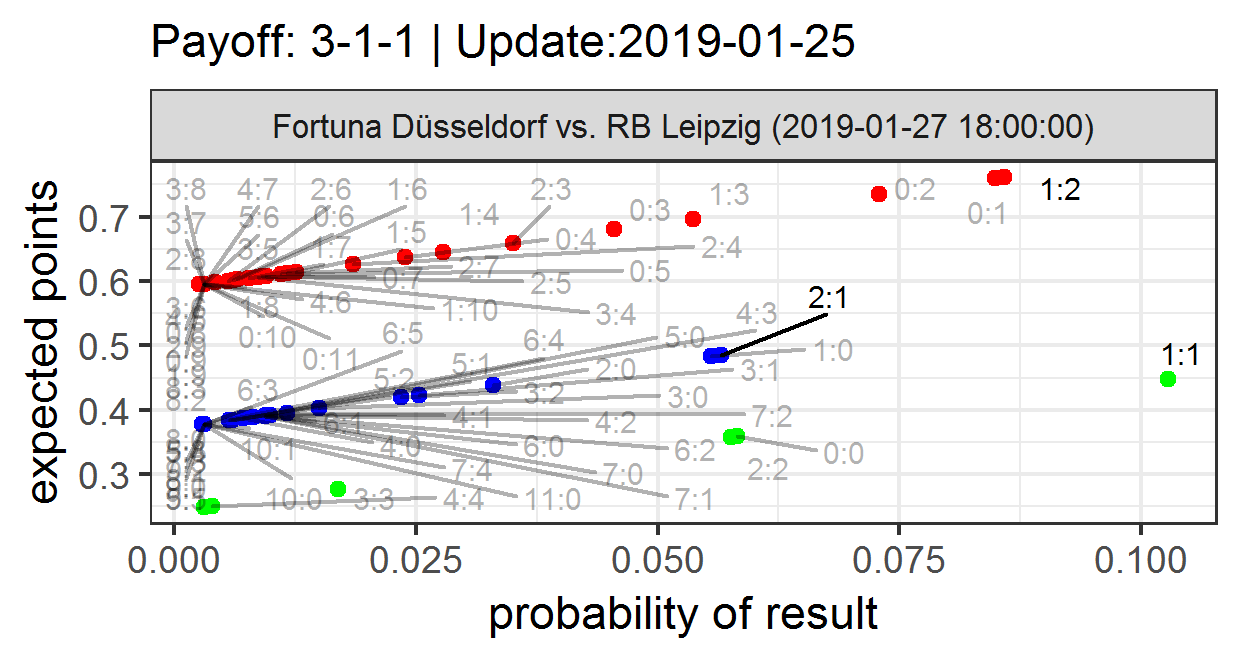 Payoff: 3-1-1 | Update:2019-01-25
Fortuna Düsseldorf vs. RB Leipzig (2019-01-27 18:00:00)
expected points
0.7
0.6
0.5
0.4
0.3
3:8 4:7 2:6 1:6 2:3 1:3 0:2 1:2
3:7 5:6 0:6 1:4 0:3 0:1
3:5 1:7 1:5 0:4 2:4
0:7 2:7 2:5 0:5
1:8 4:6 1:10 3:4
0:10 6:5 6:4 4:3 2:1
0:11 5:1 5:0 1:0 1:1
6:3 5:2 2:0 3:1
3:2 3:0
6:1 4:1 4:2 7:2
10:1 4:0 6:0 6:2 0:0
7:4 7:0 2:2
10:0 3:3 4:4 11:0 7:1
0.000 0.025 0.050 0.075 0.100
probability of result